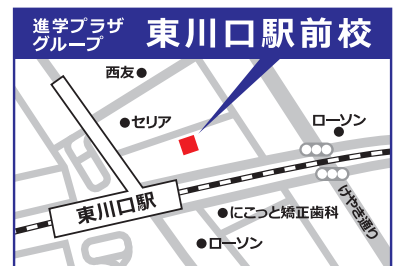 進学プラザ
グループ
東川口駅前校
西友
セリア
ローソン
東川口駅
けやき通り
にこっと矯正歯科
ローソン